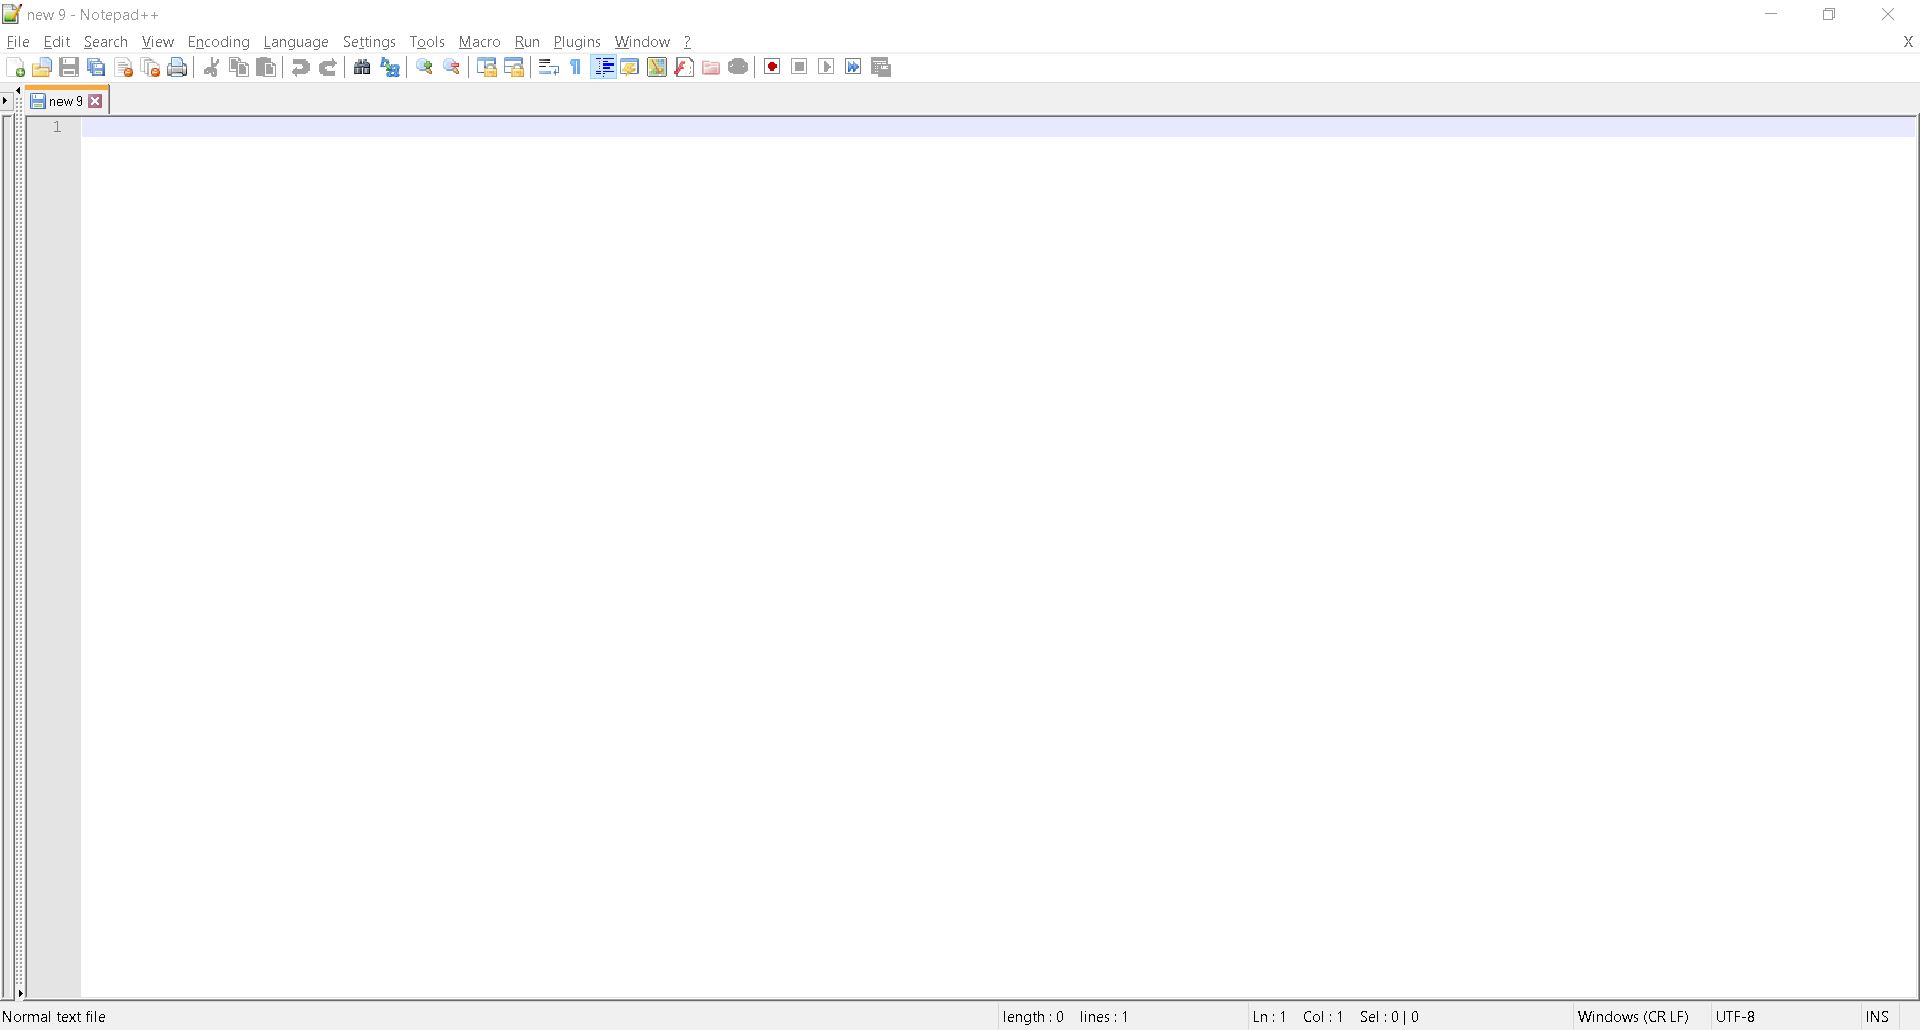 new 9 - Notepad++
File Edit Search View Encoding Language Settings Tools Macro Run Plugins Window ? X
new 9
1
Normal text file length : 0 lines : 1 Ln : 1 Col : 1 Sel : 0 | 0 Windows (CR LF) UTF-8 INS